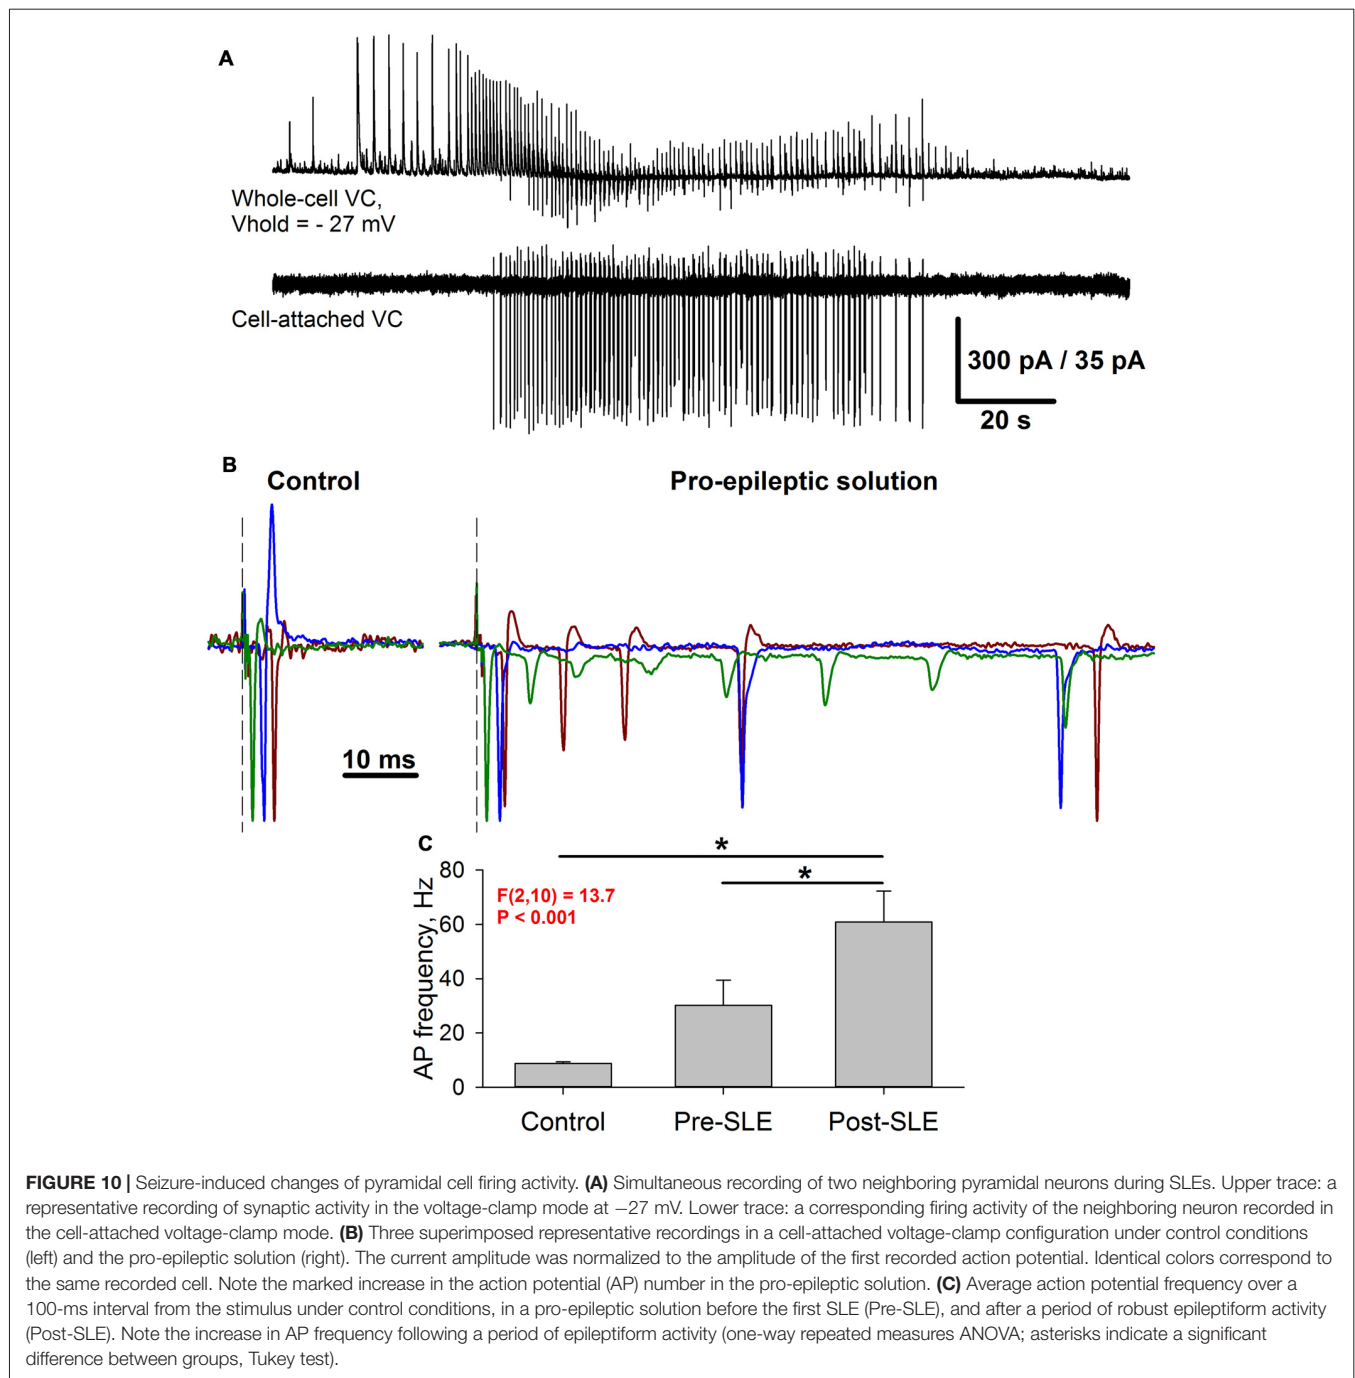 A
Whole-cell VC,
Vhold = - 27 mV
Cell-attached VC
300 pA / 35 pA
20 s
B
Control
Pro-epileptic solution
10 ms
C
*
*
F(2,10) = 13.7
P < 0.001
AP frequency, Hz
80
60
40
20
0
Control
Pre-SLE
Post-SLE
FIGURE 10 | Seizure-induced changes of pyramidal cell firing activity. (A) Simultaneous recording of two neighboring pyramidal neurons during SLEs. Upper trace: a
representative recording of synaptic activity in the voltage-clamp mode at −27 mV. Lower trace: a corresponding firing activity of the neighboring neuron recorded in
the cell-attached voltage-clamp mode. (B) Three superimposed representative recordings in a cell-attached voltage-clamp configuration under control conditions
(left) and the pro-epileptic solution (right). The current amplitude was normalized to the amplitude of the first recorded action potential. Identical colors correspond to
the same recorded cell. Note the marked increase in the action potential (AP) number in the pro-epileptic solution. (C) Average action potential frequency over a
100-ms interval from the stimulus under control conditions, in a pro-epileptic solution before the first SLE (Pre-SLE), and after a period of robust epileptiform activity
(Post-SLE). Note the increase in AP frequency following a period of epileptiform activity (one-way repeated measures ANOVA; asterisks indicate a significant
difference between groups, Tukey test).